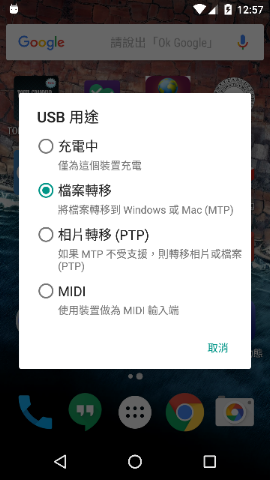 12:57
Google 請說出「Ok Google」
USB 用途
充電中
僅為這個裝置充電
檔案轉移
將檔案轉移到 Windows 或 Mac (MTP)
相片轉移 (PTP)
如果 MTP 不受支援，則轉移相片或檔案
(PTP)
MIDI
使用裝置做為 MIDI 輸入端
取消